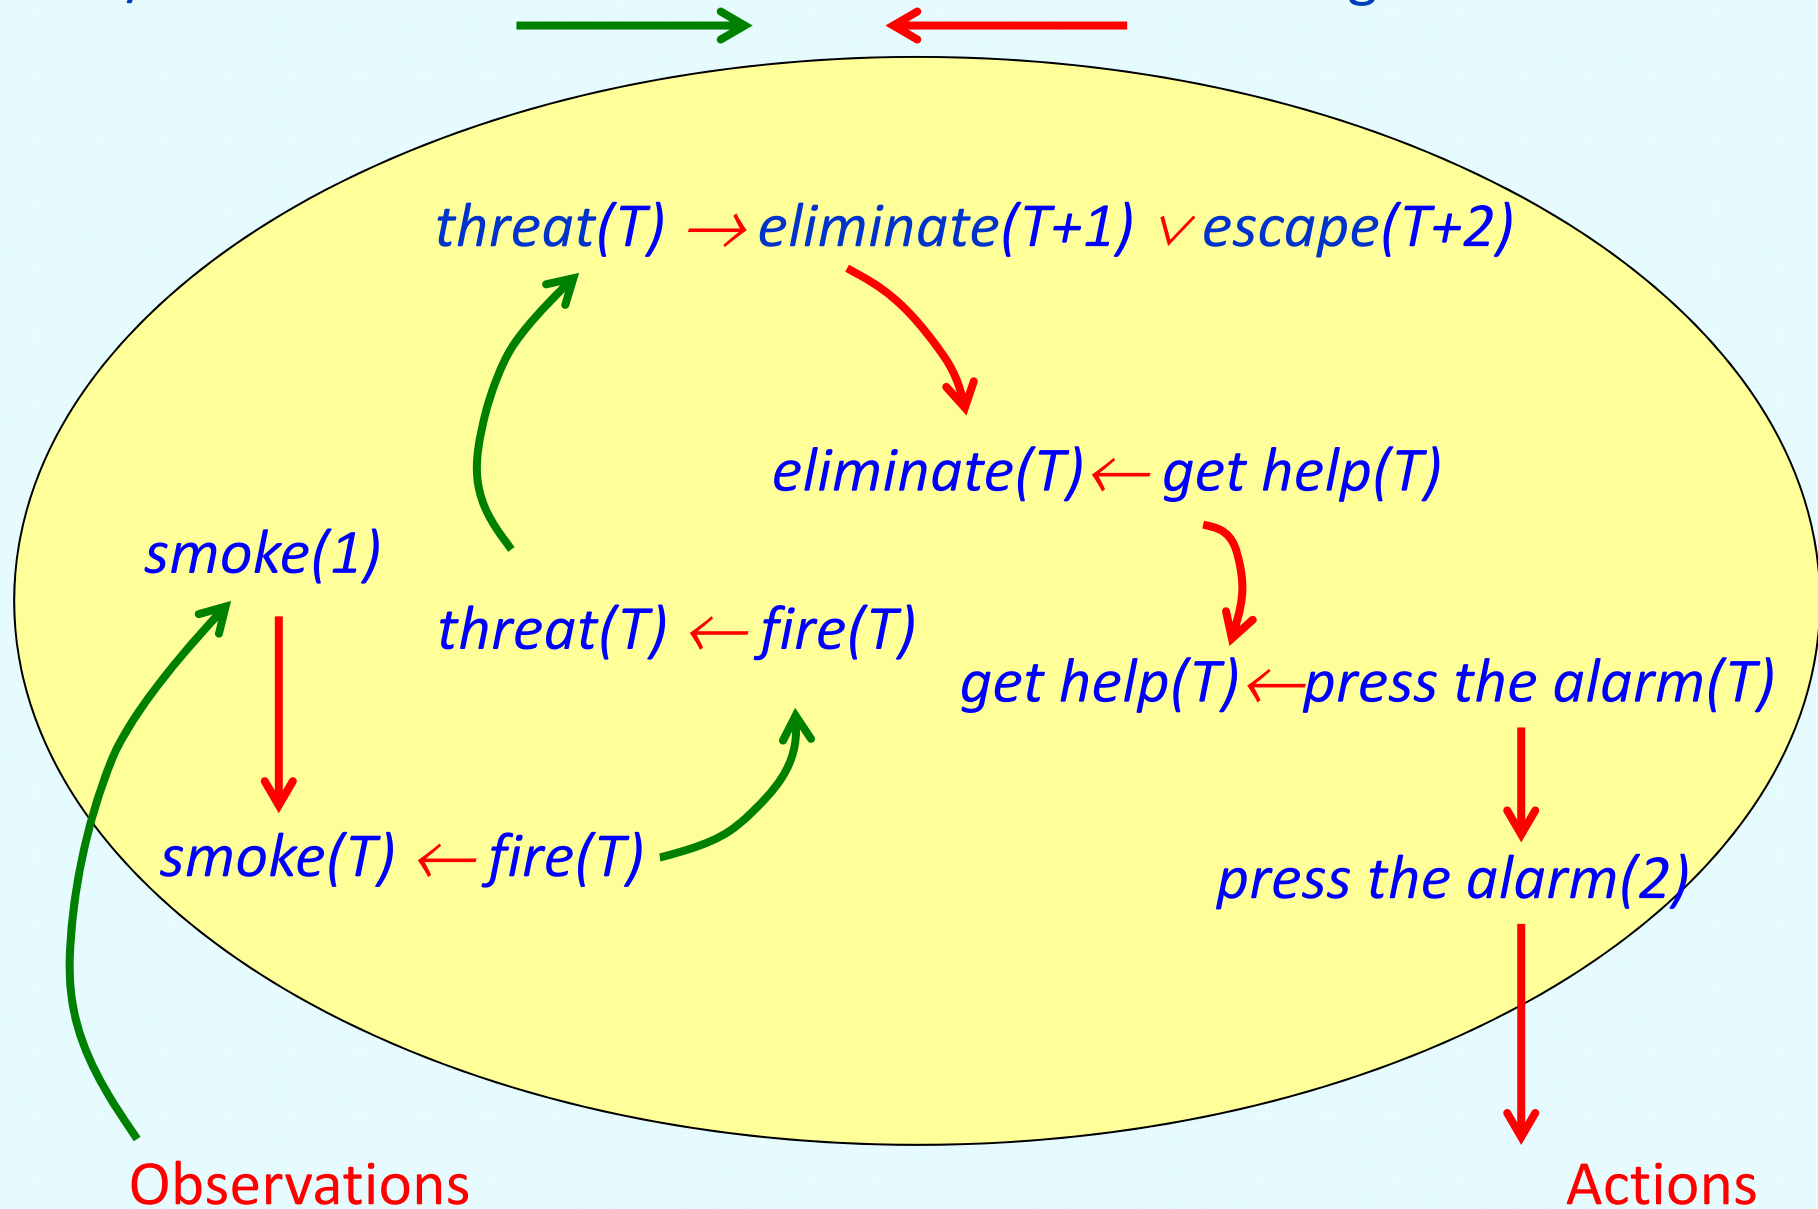 threat(T) → eliminate(T+1) ∨ escape(T+2)
eliminate(T) ← get help(T)
smoke(1)
threat(T) ← fire(T)
get help(T) ← press the alarm(T)
smoke(T) ← fire(T)
press the alarm(2)
Observations
Actions